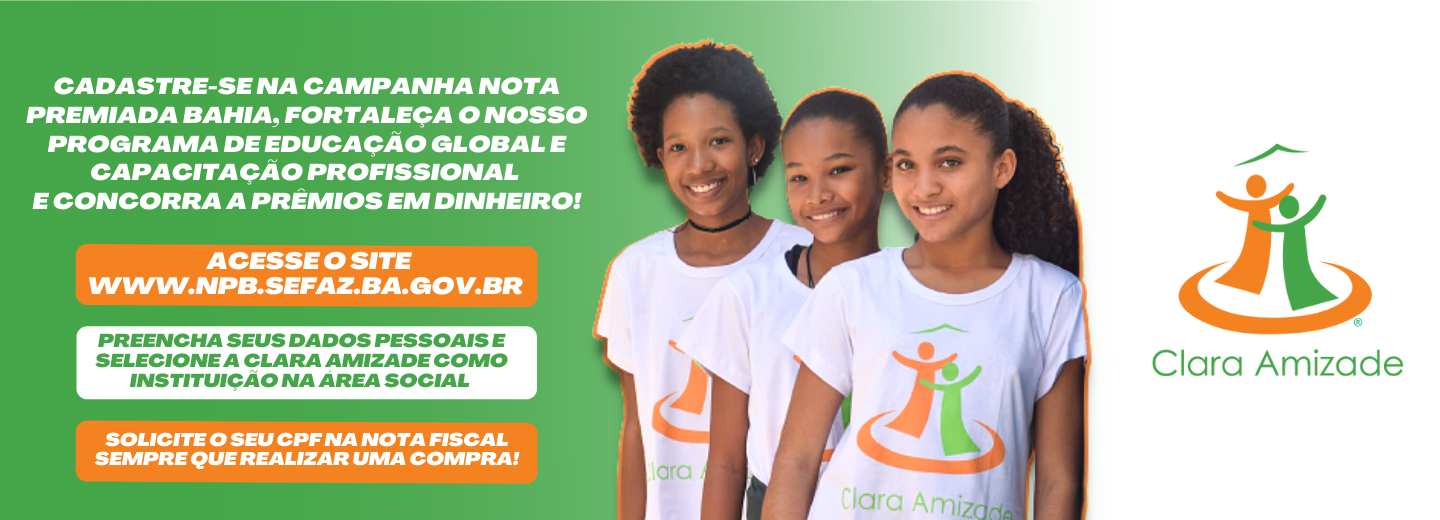 CADASTRE-SE NA CAMPANHA NOTA
PREMIADA BAHIA, FORTALEÇA O NOSSO
PROGRAMA DE EDUCAÇÃO GLOBAL E
CAPACITAÇÃO PROFISSIONAL
E CONCORRA A PRÊMIOS EM DINHEIRO!
ACESSE O SITE
WWW.NPB.SEFAZ.BA.GOV.BR
PREENCHA SEUS DADOS PESSOAIS E
SELECIONE A CLARA AMIZADE COMO
INSTITUIÇÃO NA ÁREA SOCIAL
SOLICITE O SEU CPF NA NOTA FISCAL
SEMPRE QUE REALIZAR UMA COMPRA!
Clara A
Clara Amizade
®
Clara Amizade